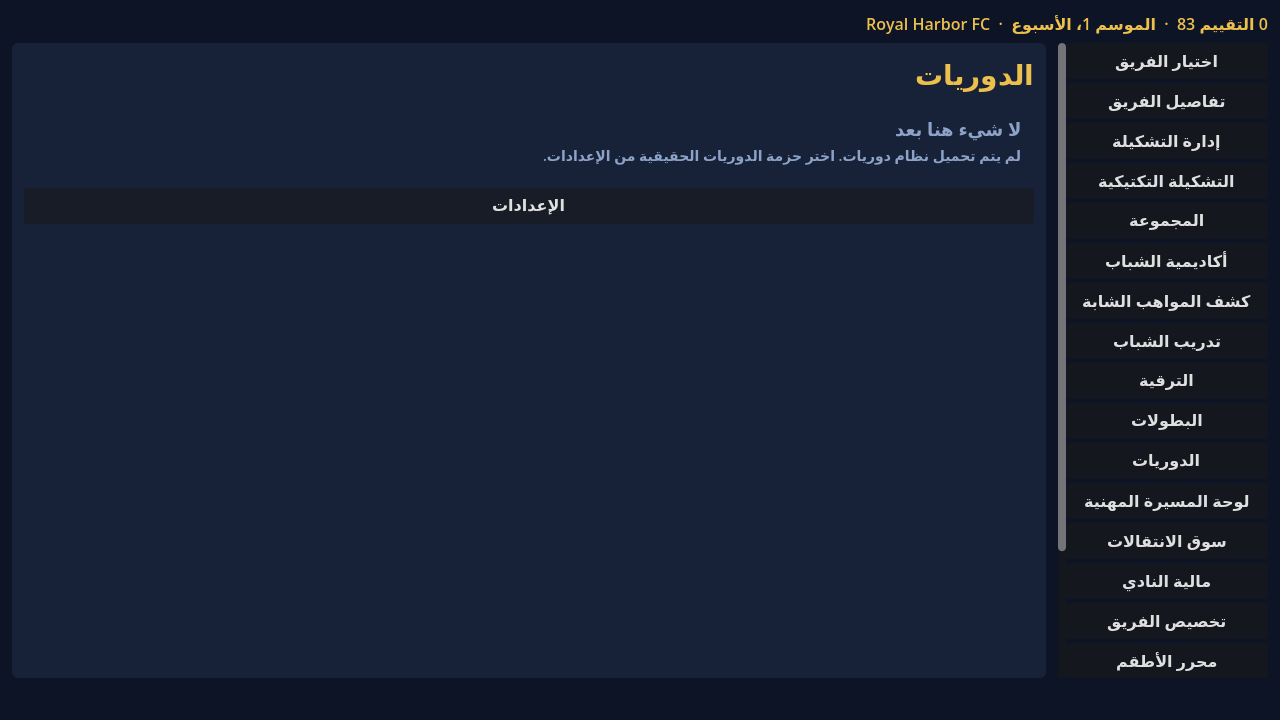 0 التقييم 83 · الموسم 1، الأسبوع · Royal Harbor FC
اختيار الفريق
تفاصيل الفريق
إدارة التشكيلة
التشكيلة التكتيكية
المجموعة
أكاديمية الشباب
كشف المواهب الشابة
تدريب الشباب
الترقية
البطولات
الدوريات
لوحة المسيرة المهنية
سوق الانتقالات
مالية النادي
تخصيص الفريق
محرر الأطقم
الدوريات
لا شيء هنا بعد
لم يتم تحميل نظام دوريات. اختر حزمة الدوريات الحقيقية من الإعدادات.
الإعدادات